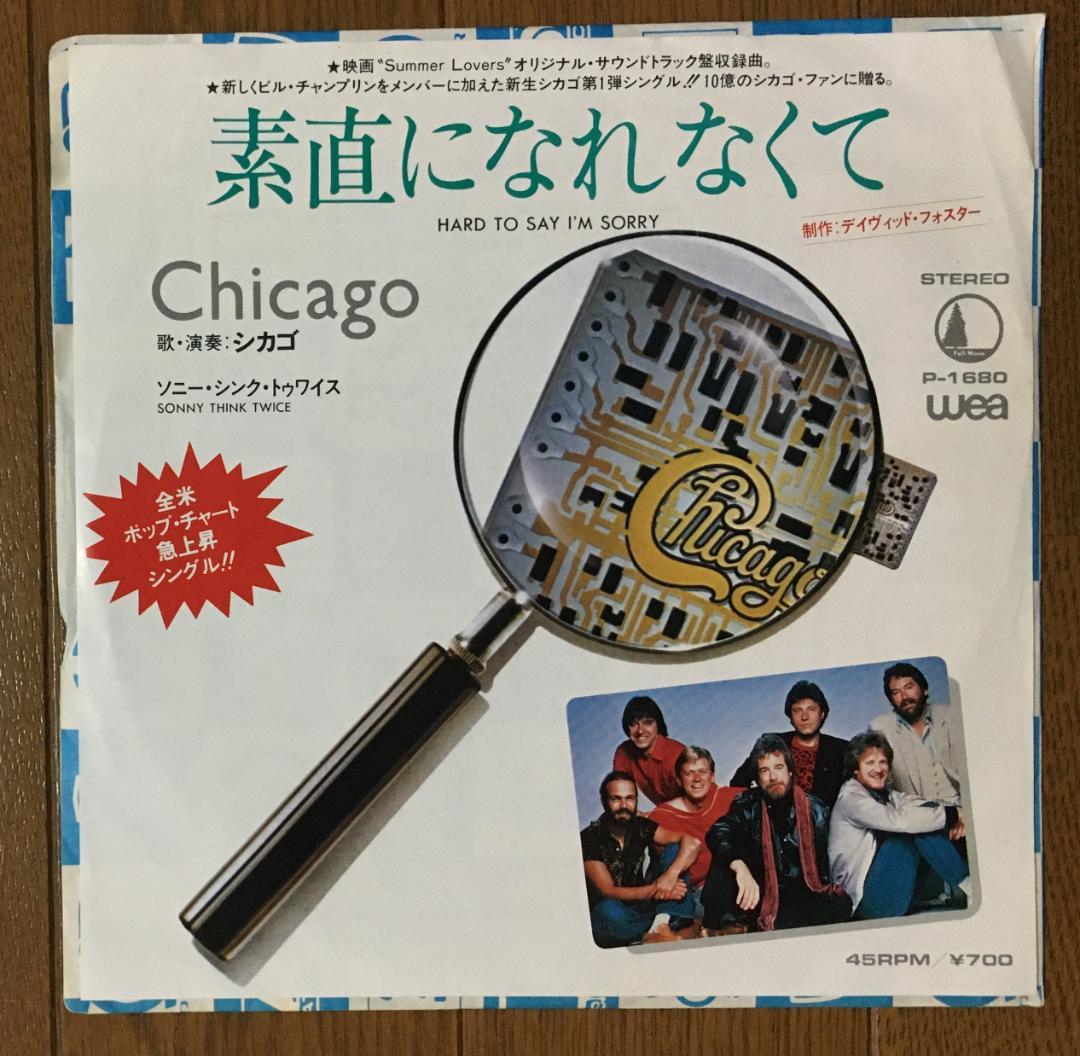 ★映画“Summer Lovers”オリジナル・サウンドトラック盤収録曲。
★新しくビル・チャンプリンをメンバーに加えた新生シカゴ第1弾シングル!! 10億のシカゴ・ファンに贈る。
素直になれなくて
HARD TO SAY I'M SORRY
制作:デイヴィッド・フォスター
Chicago
歌・演奏:シカゴ
ソニー・シンク・トゥワイス
SONNY THINK TWICE
STEREO
Full Moon
P-1680
wea
全米
ポップ・チャート
急上昇
シングル!!
Chicago
45RPM/¥700